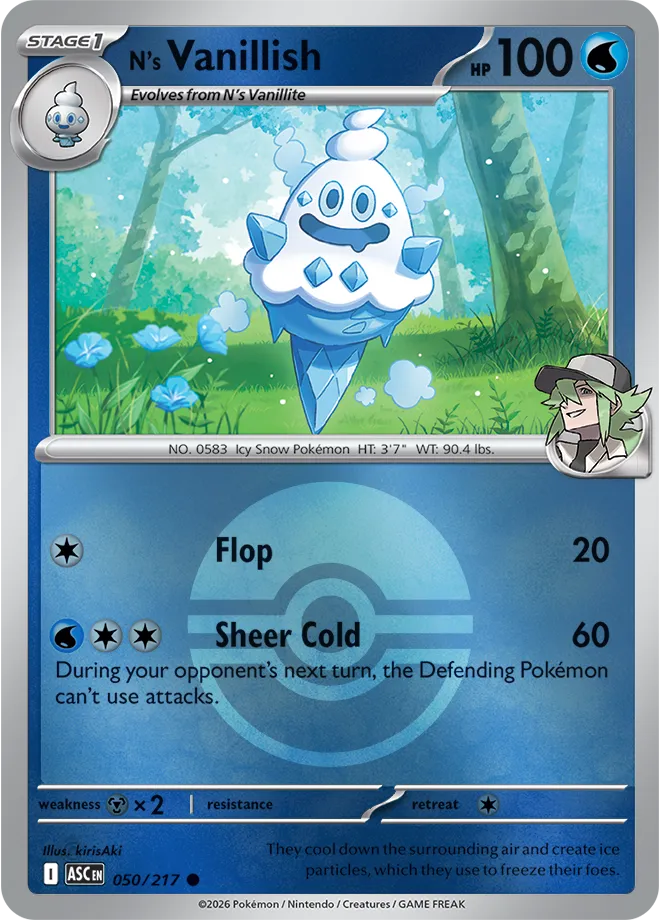 STAGE1
N's Vanillish
HP 100
Evolves from N's Vanillite
NO. 0583 Icy Snow Pokémon HT: 3'7" WT: 90.4 lbs.
Flop 20
Sheer Cold 60
During your opponent's next turn, the Defending Pokémon
can't use attacks.
weakness ×2 resistance retreat
Illus. kirisAki
They cool down the surrounding air and create ice
particles, which they use to freeze their foes.
I ASC EN 050/217
©2026 Pokémon / Nintendo / Creatures / GAME FREAK